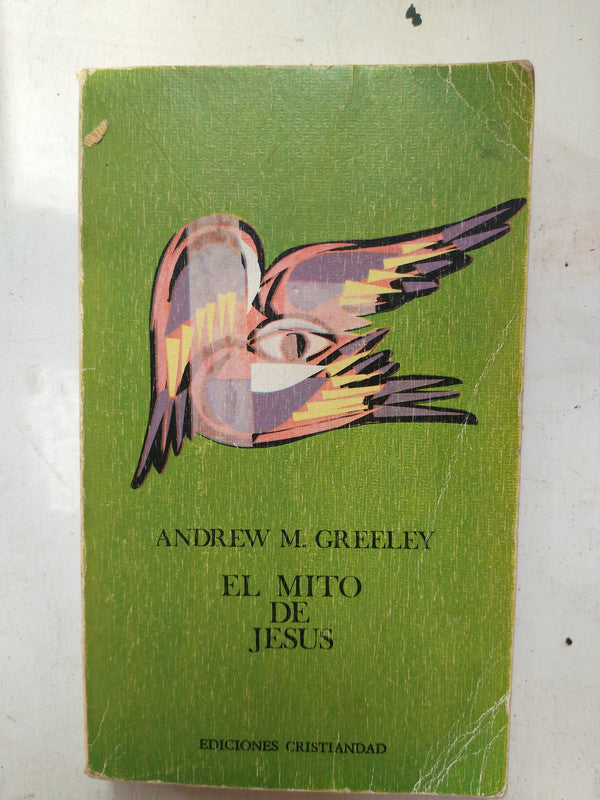 ANDREW M. GREELEY
EL MITO
DE
JESUS
EDICIONES CRISTIANDAD